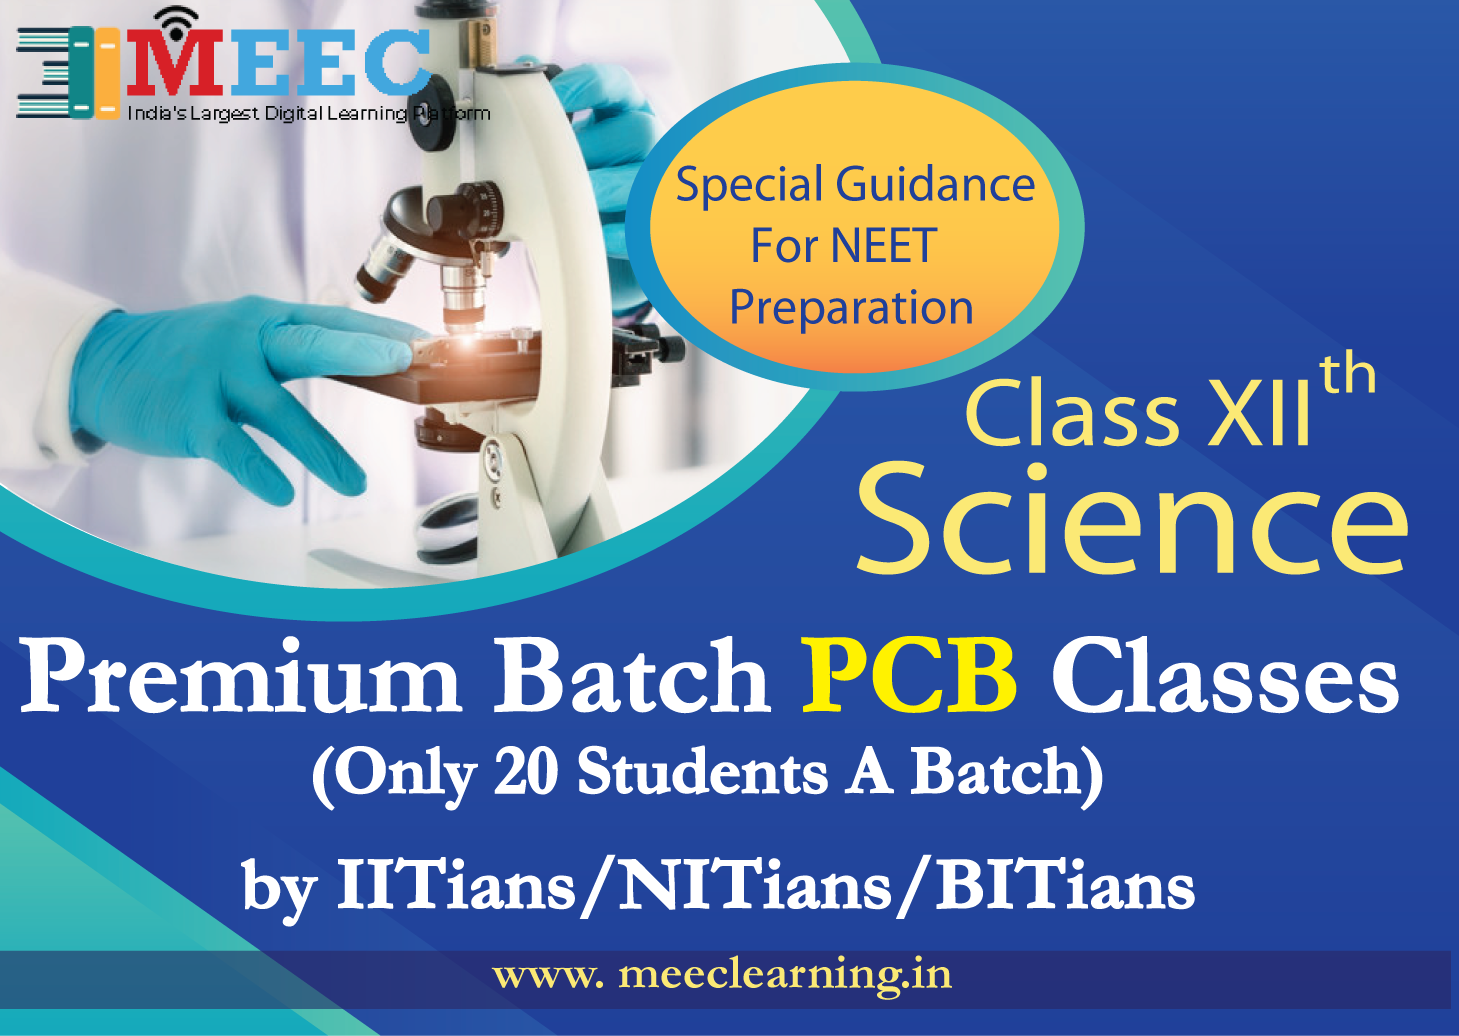 MEEC
India's Largest Digital Learning Platform
Special Guidance
For NEET
Preparation
Class XIIth
Science
Premium Batch PCB Classes
(Only 20 Students A Batch)
by IITians/NITians/BITians
www. meeclearning.in